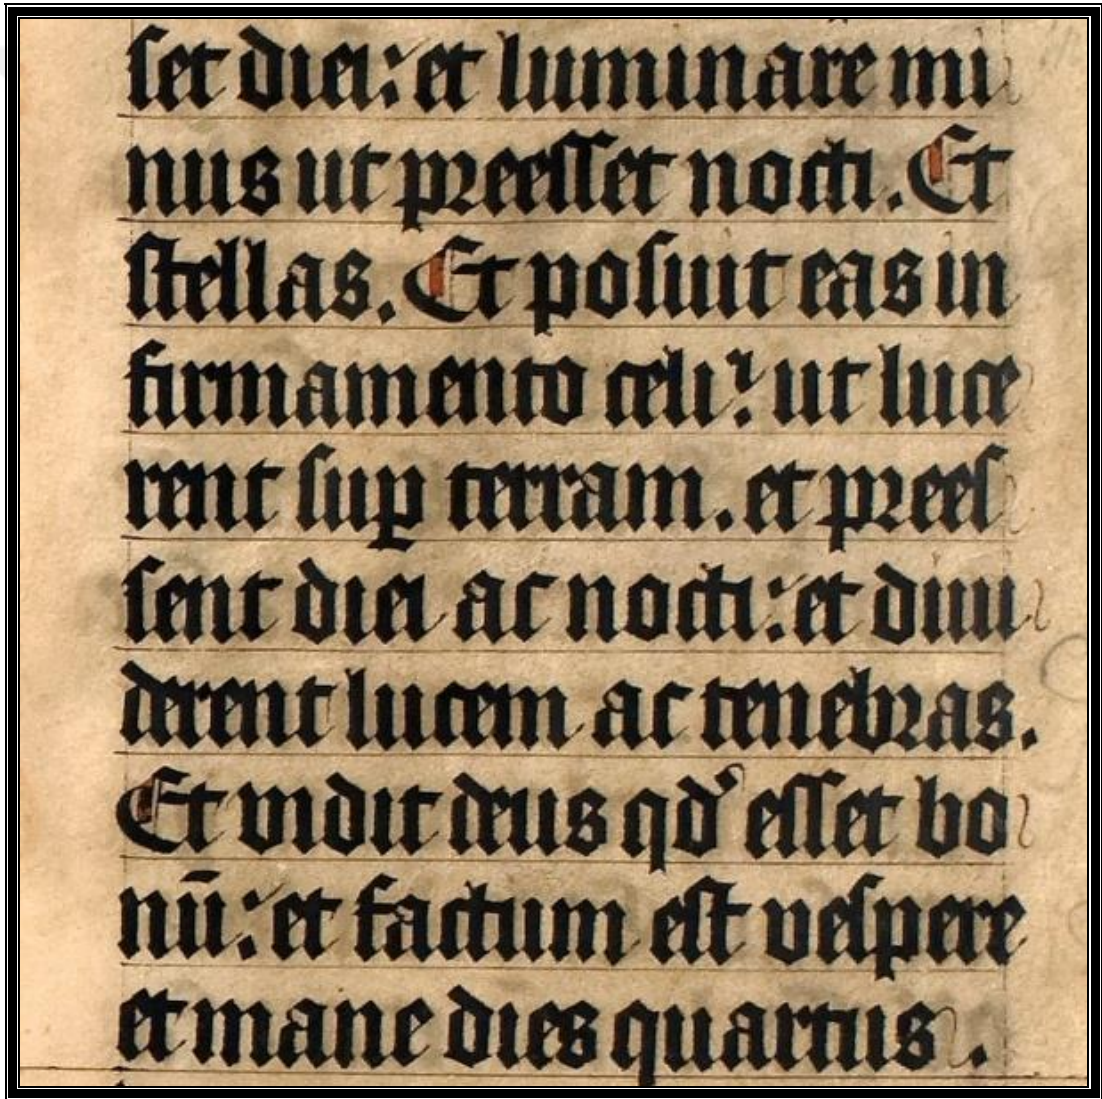 ſet diei: et luminare mi
nus ut preeſſet nocti. Et
ſtellas. Et poſuit eas in
firmamento celi: ut luce
rent ſuꝑ terram. et preeſ
ſent diei ac nocti: et diui
derent lucem ac tenebras.
Et vidit deus qd' eſſet bo
nū: et factum eſt veſpere
et mane dies quartus.